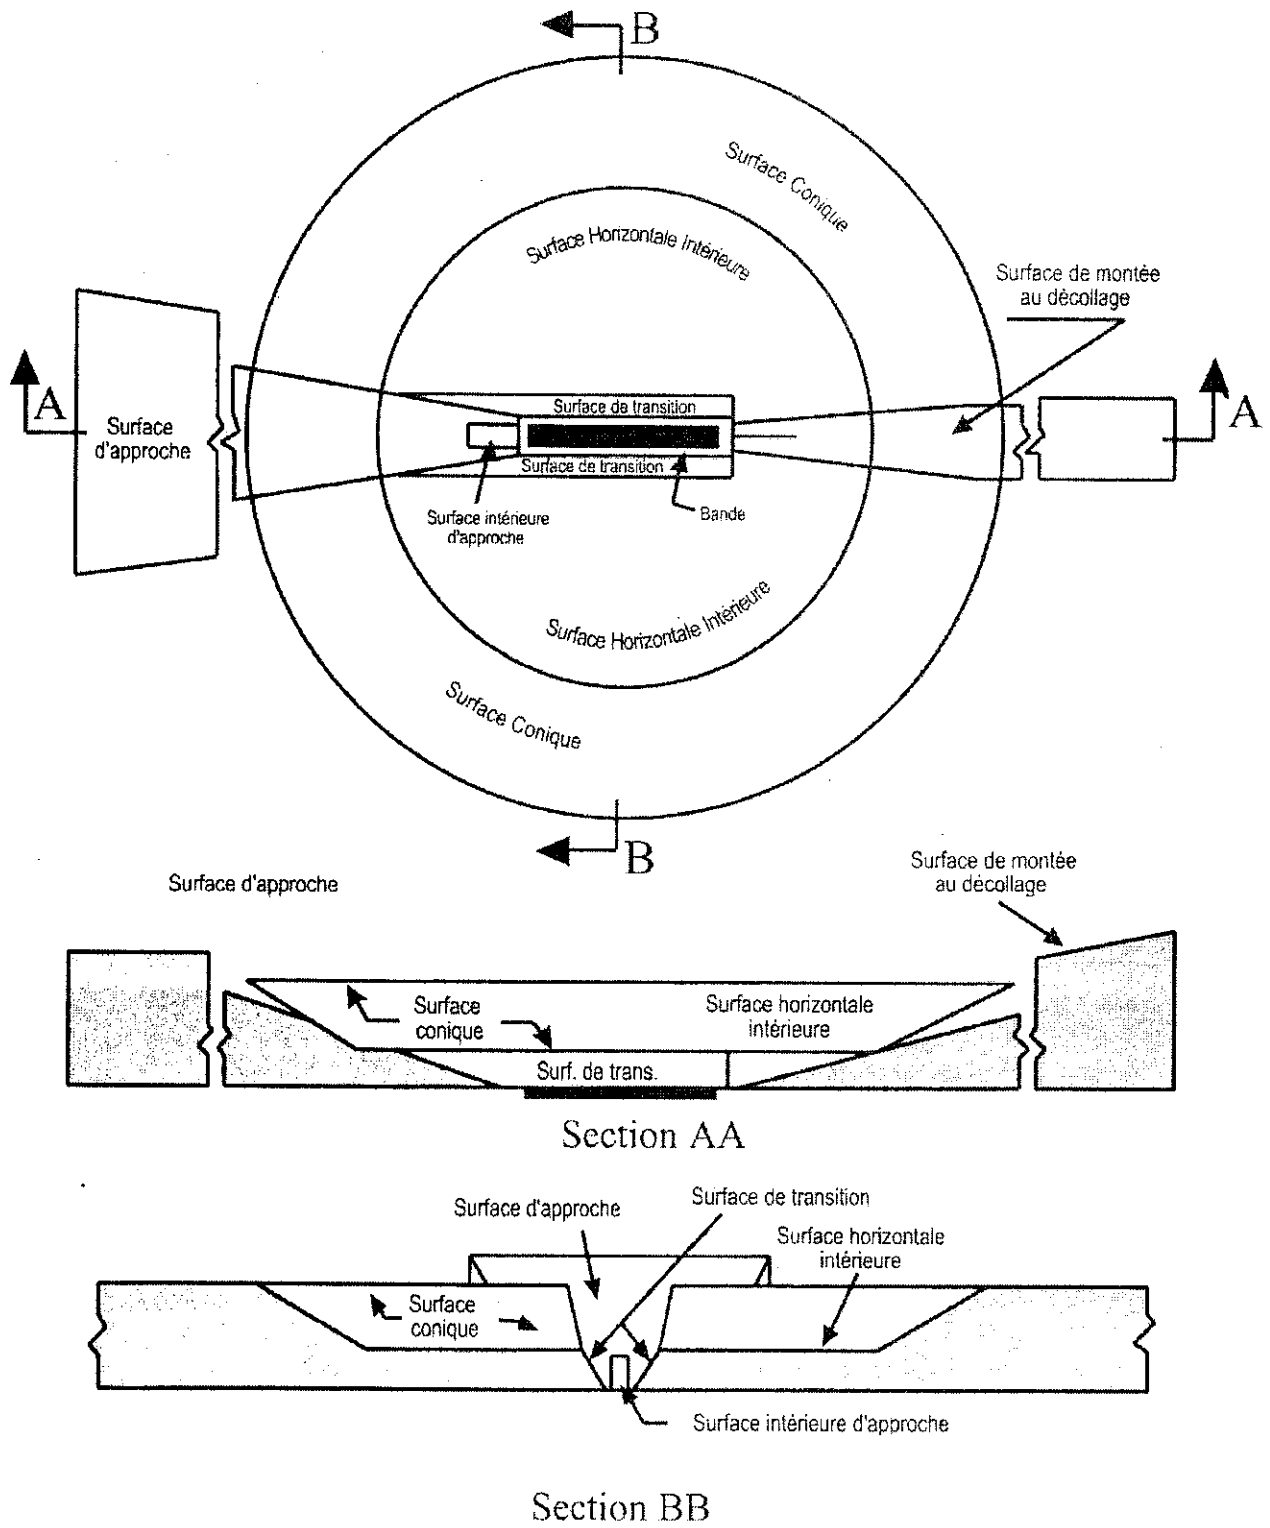 B
Surface Conique
Surface Horizontale Intérieure
Surface de montée
au décollage
A
A
Surface
d'approche
Surface de transition
Surface de transition
Surface intérieure
d'approche
Bande
Surface Horizontale Intérieure
Surface Conique
B
Surface d'approche
Surface de montée
au décollage
Surface
conique
Surface horizontale
intérieure
Surf. de trans.
Section AA
Surface d'approche
Surface de transition
Surface horizontale
intérieure
Surface
conique
Surface intérieure d'approche
Section BB